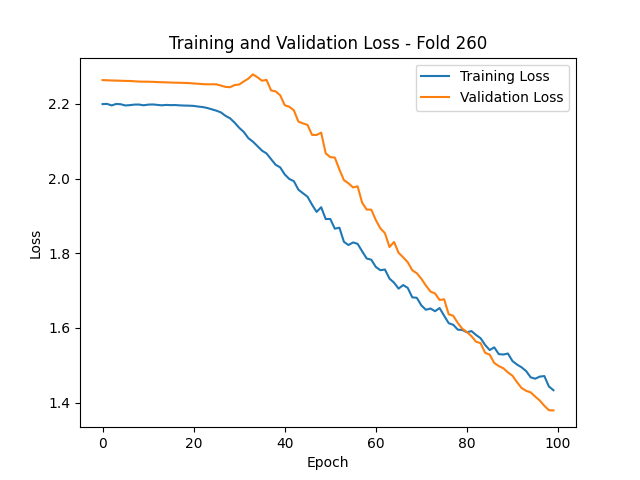 Training and Validation Loss - Fold 260
Training Loss
Validation Loss
Loss
2.2
2.0
1.8
1.6
1.4
0 20 40 60 80 100
Epoch